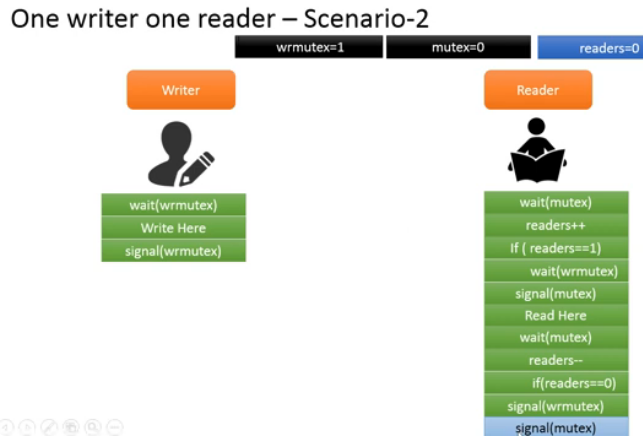 One writer one reader – Scenario-2
wrmutex=1
mutex=0
readers=0
Writer
wait(wrmutex)
Write Here
signal(wrmutex)
Reader
wait(mutex)
readers++
If ( readers==1)
wait(wrmutex)
signal(mutex)
Read Here
wait(mutex)
readers--
if(readers==0)
signal(wrmutex)
signal(mutex)